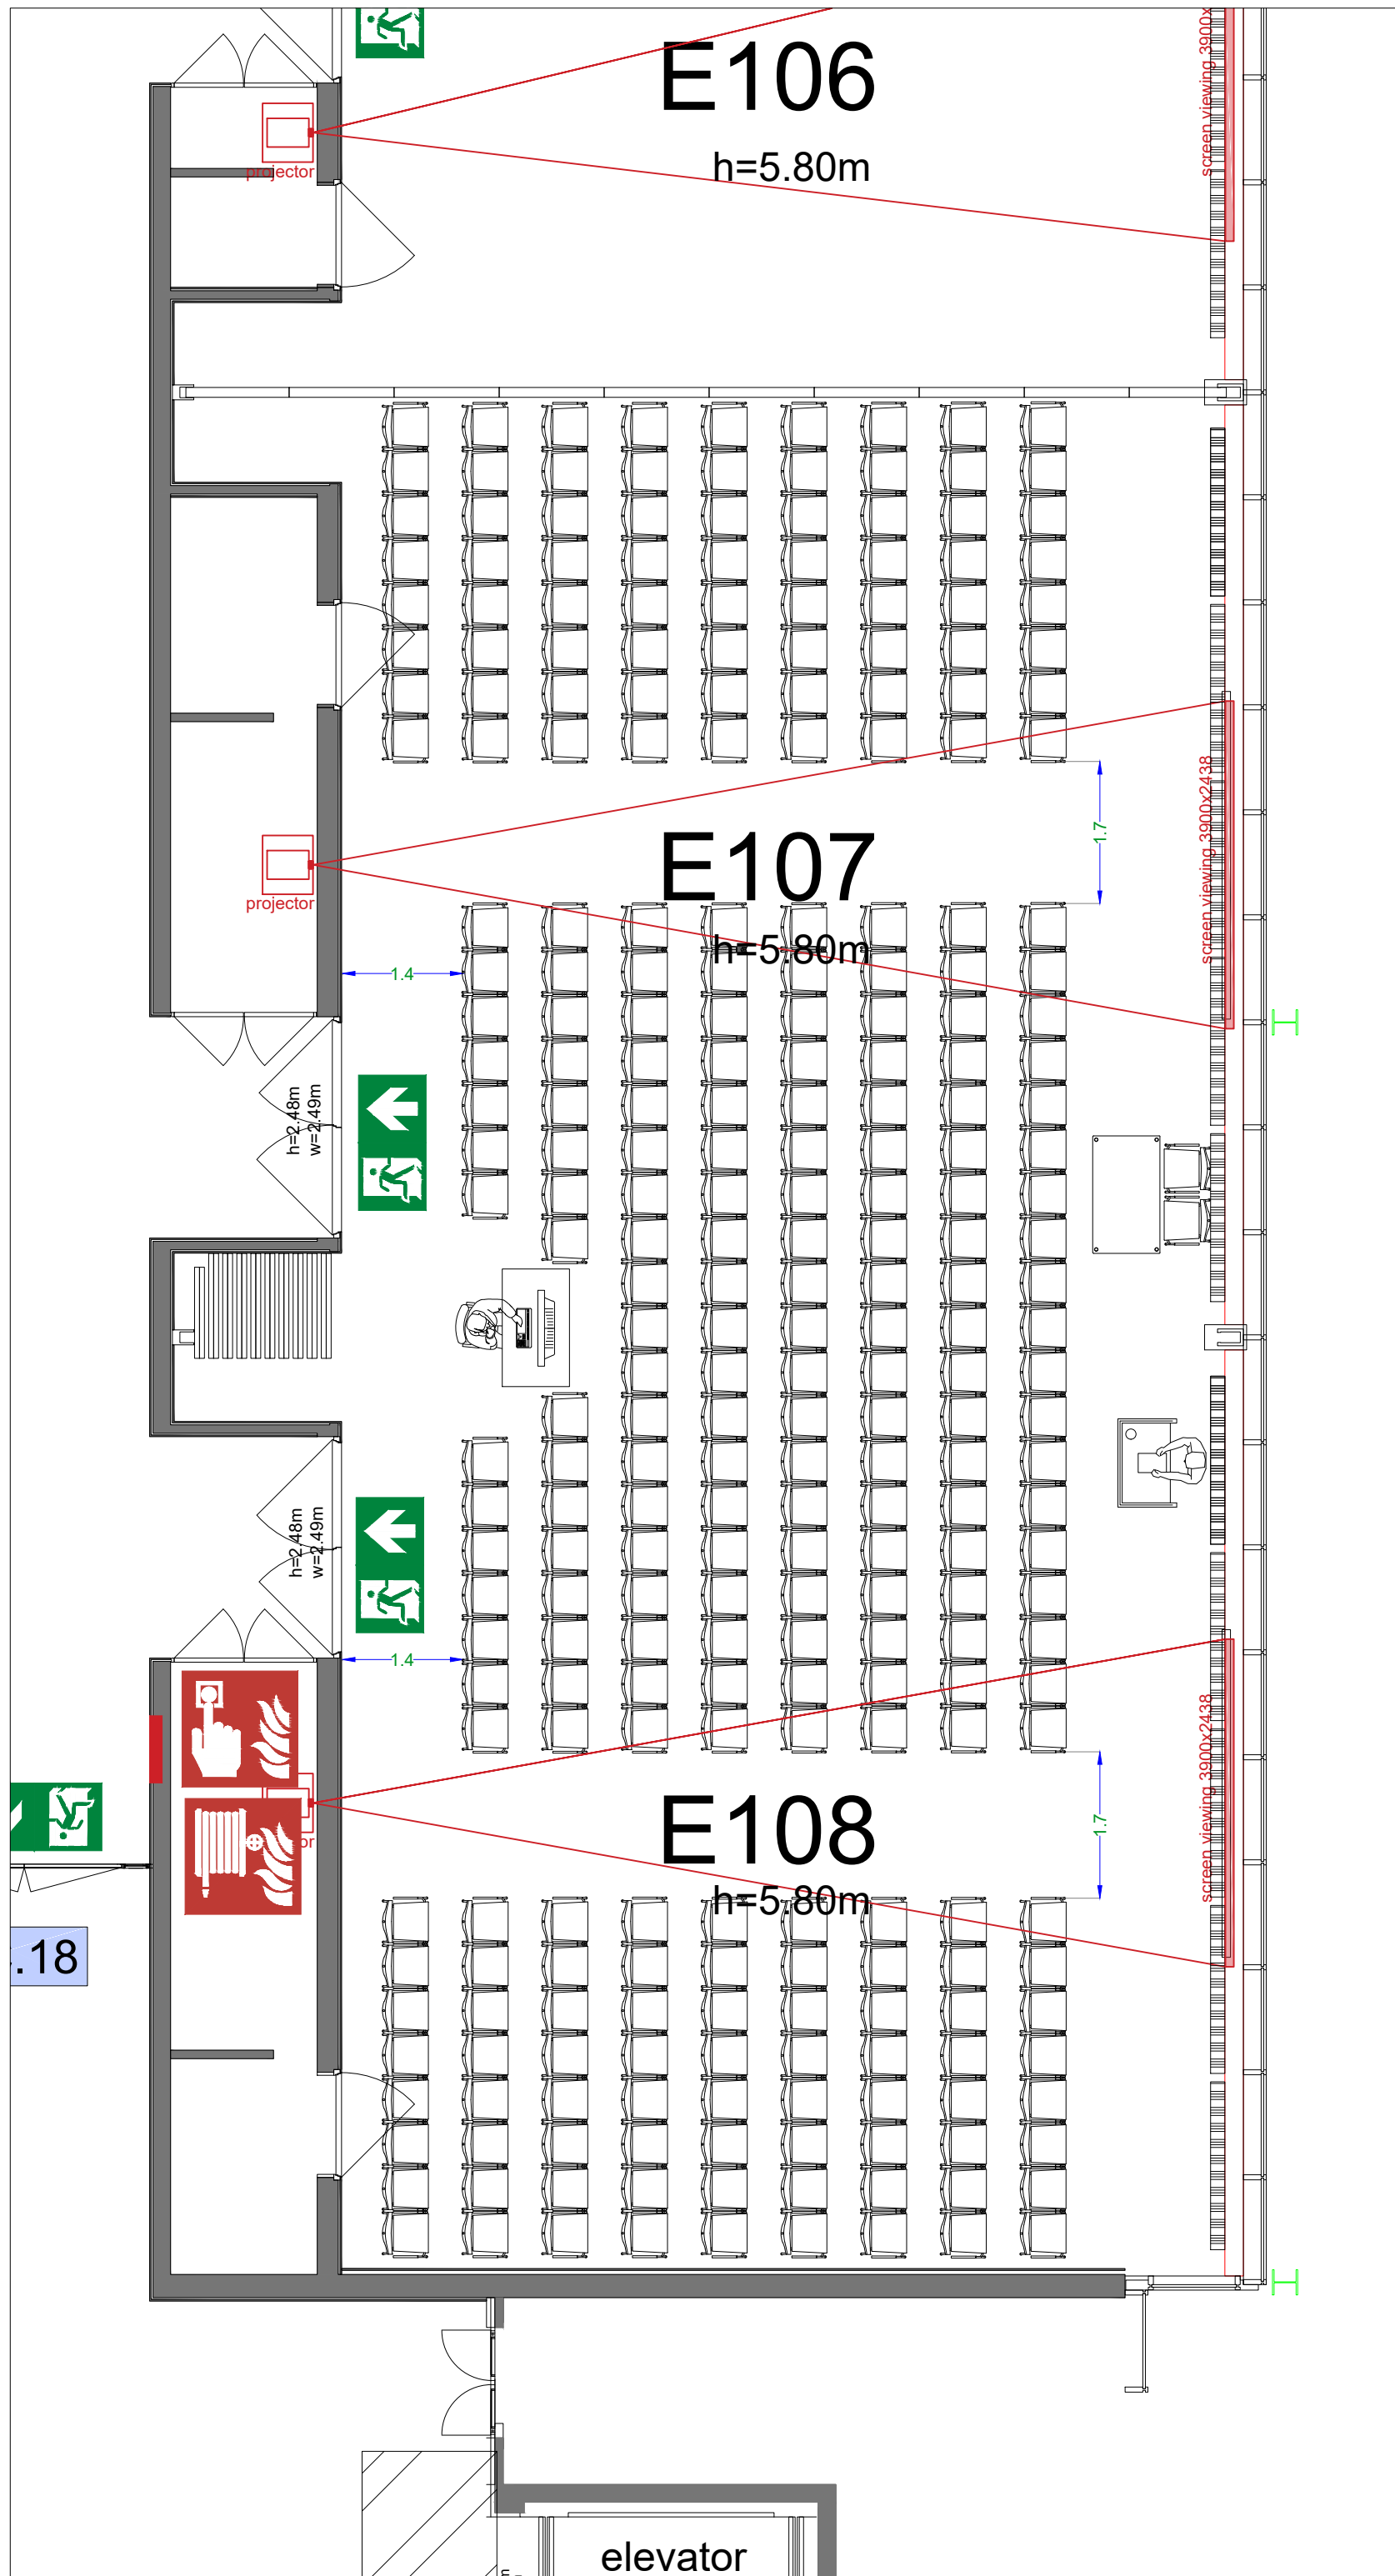 E106
h=5.80m
screen viewing 3900x
projector
E107
h=5.80m
1.7
screen viewing 3900x2438
projector
1.4
h=2.48m
w=2.49m
h=2.48m
w=2.49m
1.4
E108
h=5.80m
1.7
screen viewing 3900x2438
.18
elevator